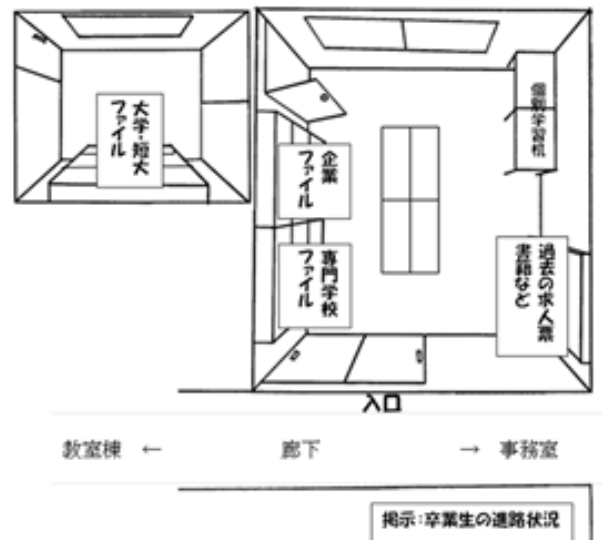 大学・短大
ファイル
企業
ファイル
専門学校
ファイル
個別学習机
過去の求人票
書籍など
入口
教室棟 ←
廊下
→ 事務室
掲示:卒業生の進路状況